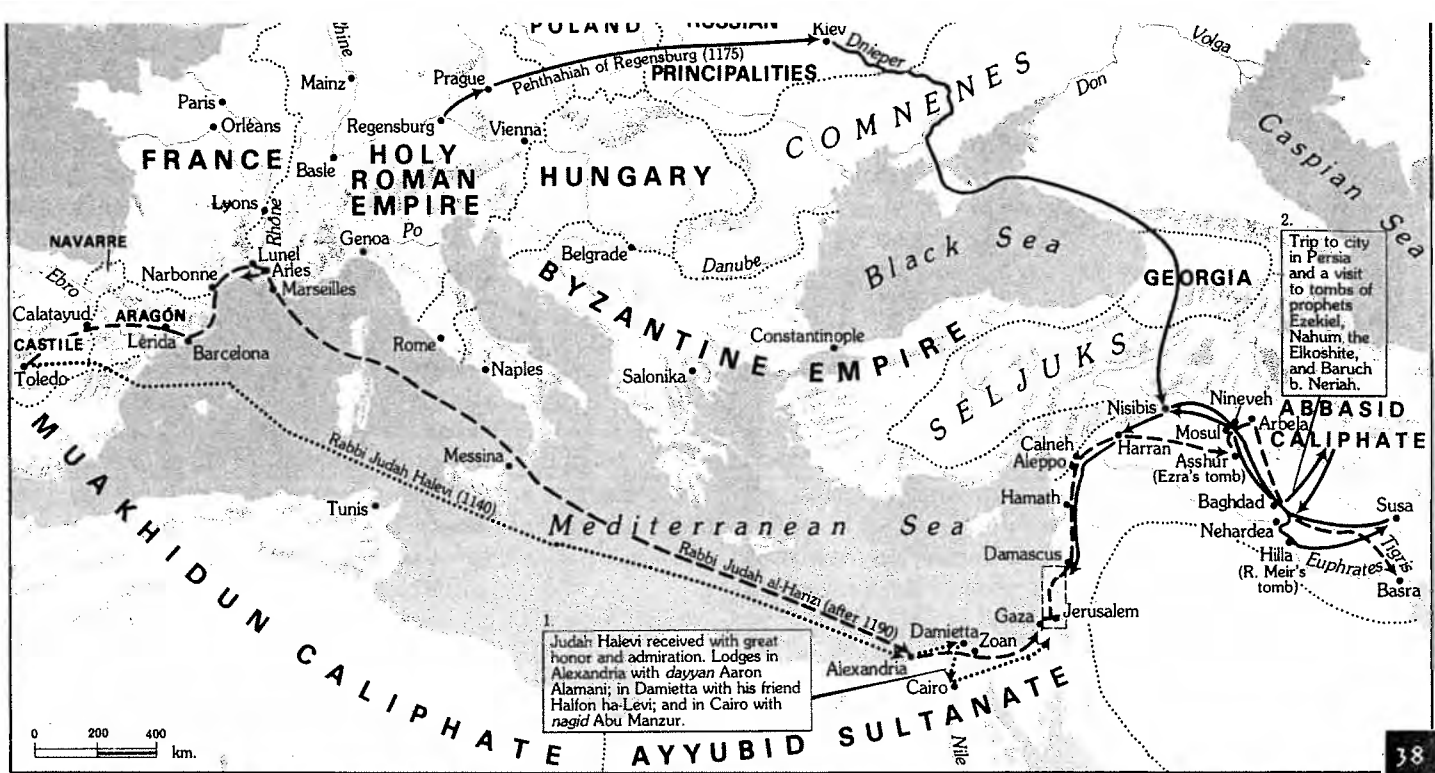 POLAND
RUSSIAN
PRINCIPALITIES
Kiev
Dnieper
Volga
Don
COMNENES
Caspian Sea
Rhine
Mainz
Prague
Pehthahiah of Regensburg (1175)
Paris
Orléans
Regensburg
Vienna
FRANCE
Basle
HOLY
ROMAN
EMPIRE
HUNGARY
Lyons
Rhône
Po
Genoa
NAVARRE
Ebro
Narbonne
Lunel
Arles
Marseilles
Belgrade
Danube
Black Sea
GEORGIA
2.
Trip to city
in Persia
and a visit
to tombs of
prophets
Ezekiel,
Nahum the
Elkoshite,
and Baruch
b. Neriah.
Calatayud
ARAGÓN
CASTILE
Lérida
Barcelona
Toledo
Rome
Naples
BYZANTINE EMPIRE
Constantinople
Salonika
SELJUKS
Nisibis
Nineveh
Mosul
Arbela
ABBASID
CALIPHATE
Calneh
Aleppo
Harran
Asshur
(Ezra's tomb)
Messina
Tunis
Rabbi Judah Halevi (1140)
Mediterranean Sea
Rabbi Judah al-Harizi (after 1190)
Hamath
Baghdad
Susa
Nehardea
Damascus
Hilla
(R. Meir's
tomb)
Euphrates
Tigris
Basra
Gaza
Jerusalem
MUAKHIDUN CALIPHATE
1.
Judah Halevi received with great
honor and admiration. Lodges in
Alexandria with dayyan Aaron
Alamani; in Damietta with his friend
Halfon ha-Levi; and in Cairo with
nagid Abu Manzur.
Damietta
Zoan
Alexandria
Cairo
AYYUBID SULTANATE
Nile
0 200 400
km.
38